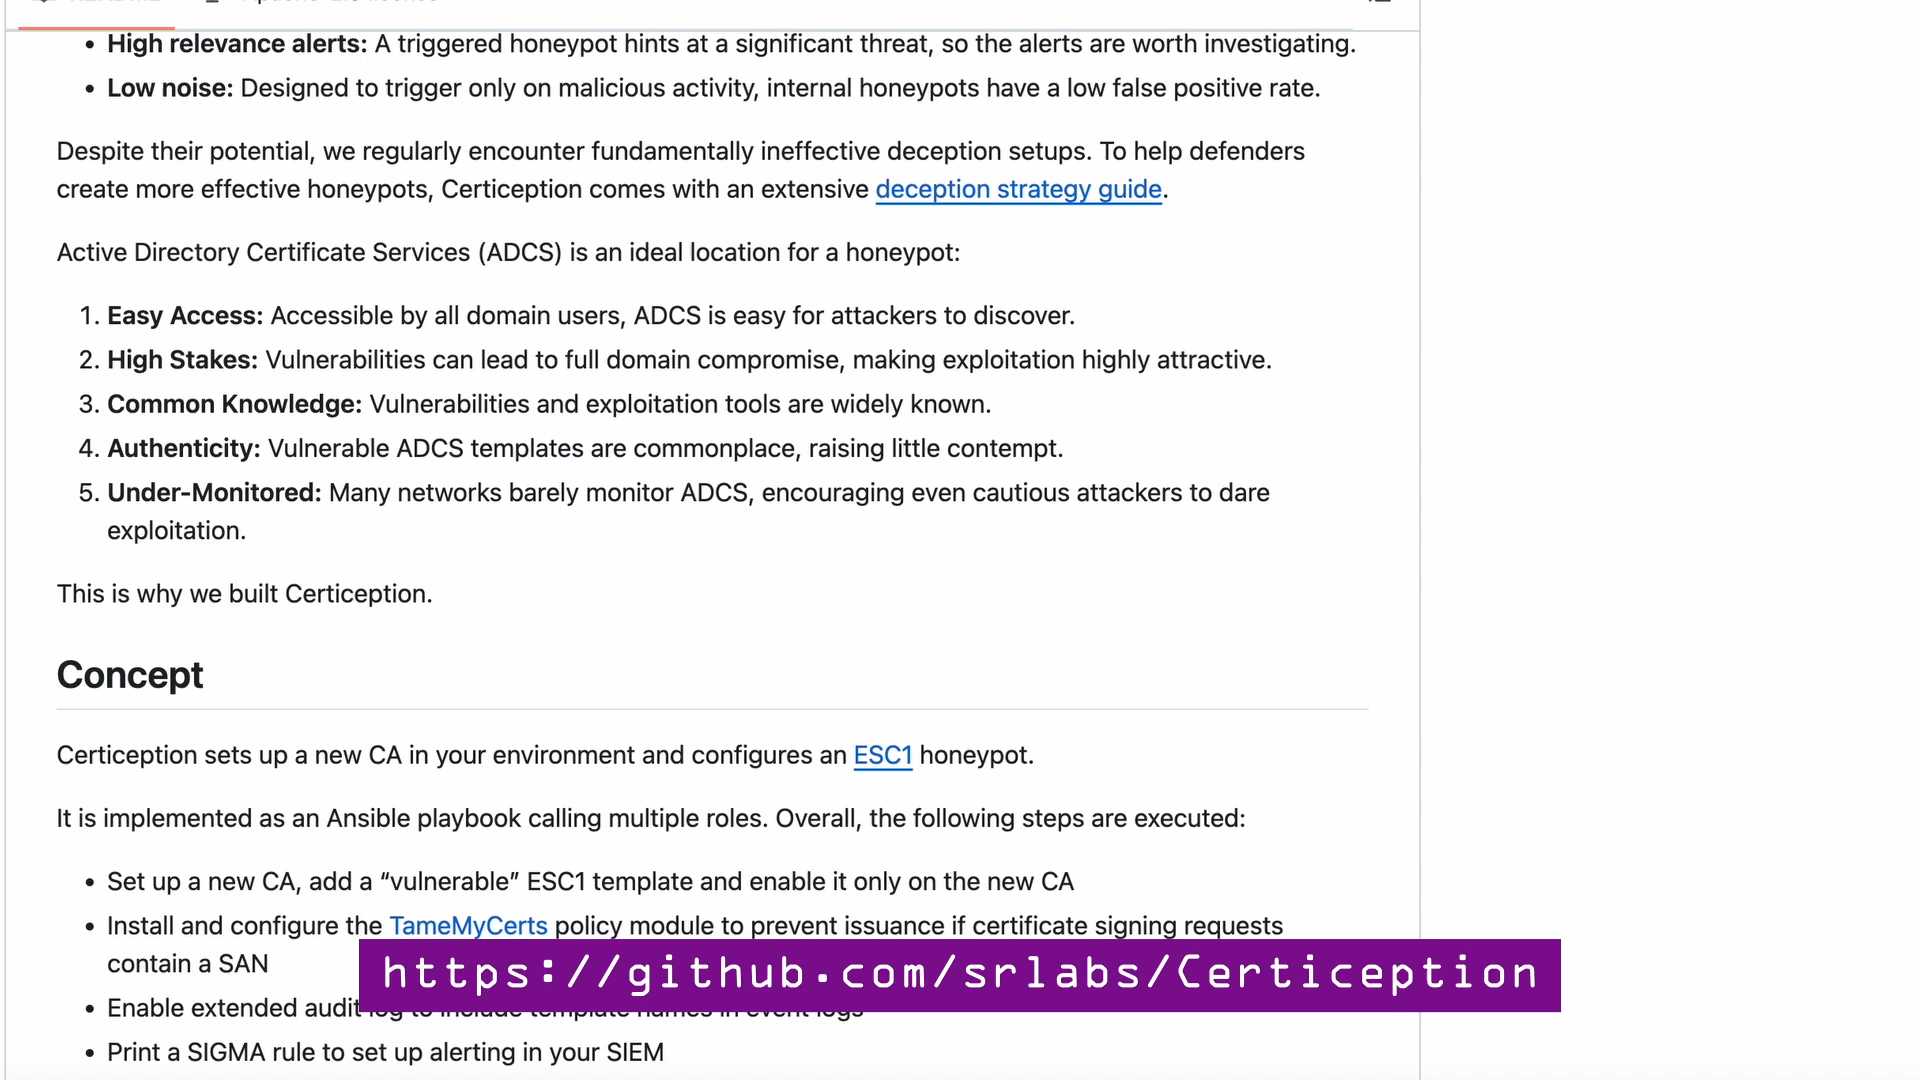 • High relevance alerts: A triggered honeypot hints at a significant threat, so the alerts are worth investigating.
• Low noise: Designed to trigger only on malicious activity, internal honeypots have a low false positive rate.
Despite their potential, we regularly encounter fundamentally ineffective deception setups. To help defenders
create more effective honeypots, Certiception comes with an extensive deception strategy guide.
Active Directory Certificate Services (ADCS) is an ideal location for a honeypot:
1. Easy Access: Accessible by all domain users, ADCS is easy for attackers to discover.
2. High Stakes: Vulnerabilities can lead to full domain compromise, making exploitation highly attractive.
3. Common Knowledge: Vulnerabilities and exploitation tools are widely known.
4. Authenticity: Vulnerable ADCS templates are commonplace, raising little contempt.
5. Under-Monitored: Many networks barely monitor ADCS, encouraging even cautious attackers to dare
exploitation.
This is why we built Certiception.
Concept
Certiception sets up a new CA in your environment and configures an ESC1 honeypot.
It is implemented as an Ansible playbook calling multiple roles. Overall, the following steps are executed:
• Set up a new CA, add a “vulnerable” ESC1 template and enable it only on the new CA
• Install and configure the TameMyCerts policy module to prevent issuance if certificate signing requests
contain a SAN
https://github.com/srlabs/Certiception
• Enable extended audit log to include template names in event logs
• Print a SIGMA rule to set up alerting in your SIEM